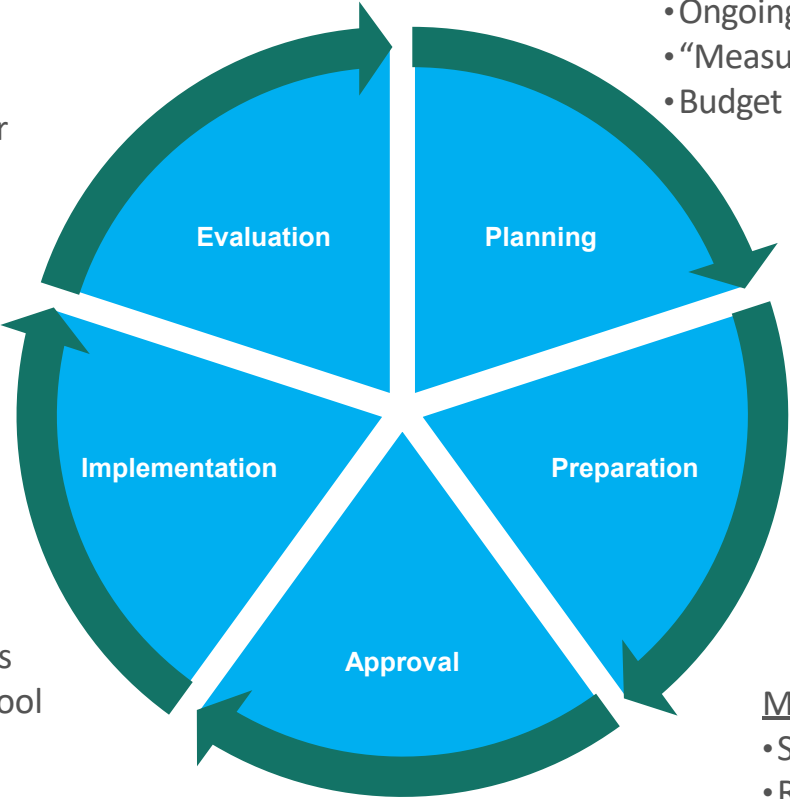 •Ongoing
•“Measu
•Budget
r
Evaluation
Planning
Implementation
Preparation
s
ool
Approval
M
•S
•R